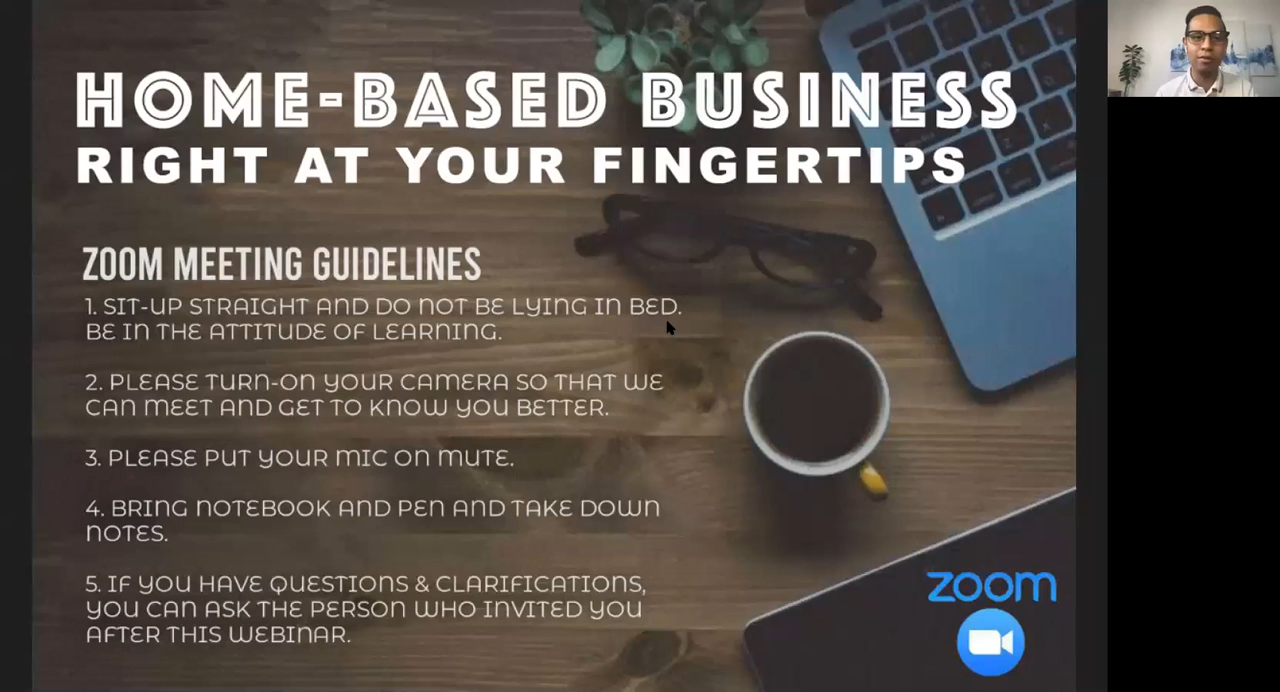 HOME-BASED BUSINESS
RIGHT AT YOUR FINGERTIPS
ZOOM MEETING GUIDELINES
1. SIT-UP STRAIGHT AND DO NOT BE LYING IN BED.
BE IN THE ATTITUDE OF LEARNING.
2. PLEASE TURN-ON YOUR CAMERA SO THAT WE
CAN MEET AND GET TO KNOW YOU BETTER.
3. PLEASE PUT YOUR MIC ON MUTE.
4. BRING NOTEBOOK AND PEN AND TAKE DOWN
NOTES.
5. IF YOU HAVE QUESTIONS & CLARIFICATIONS,
YOU CAN ASK THE PERSON WHO INVITED YOU
AFTER THIS WEBINAR.
zoom